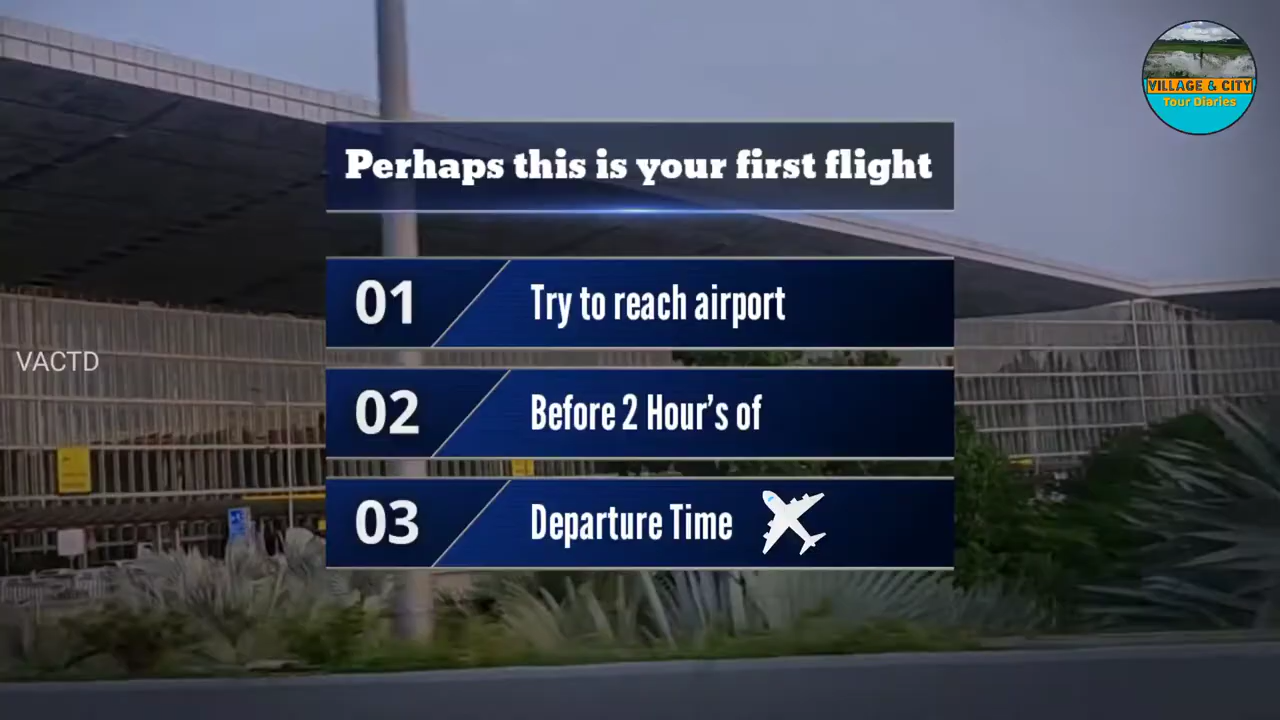 VILLAGE & CITY
Tour Diaries
Perhaps this is your first flight
01 Try to reach airport
VACTD
02 Before 2 Hour's of
03 Departure Time